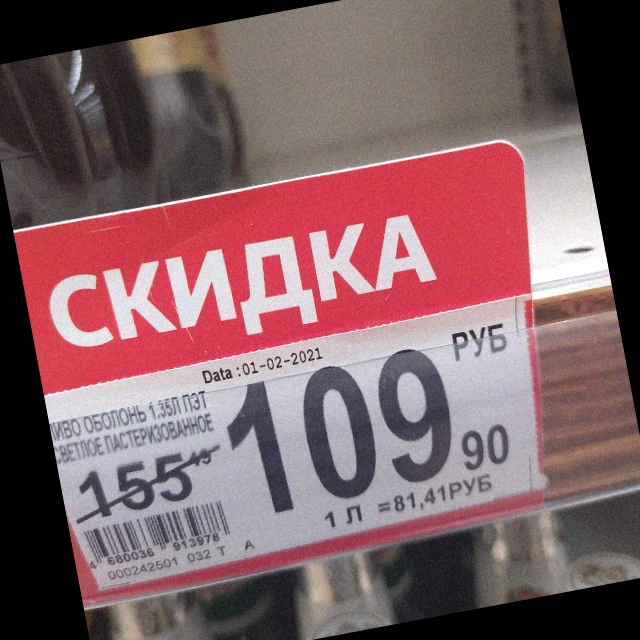 СКИДКА
Data :01-02-2021
ИВО ОБОЛОНЬ 1.35Л ПЭТ
СВЕТЛОЕ ПАСТЕРИЗОВАННОЕ
155
109 90
РУБ
1 Л =81,41РУБ
4 680036 913978
000242501 032 Т А